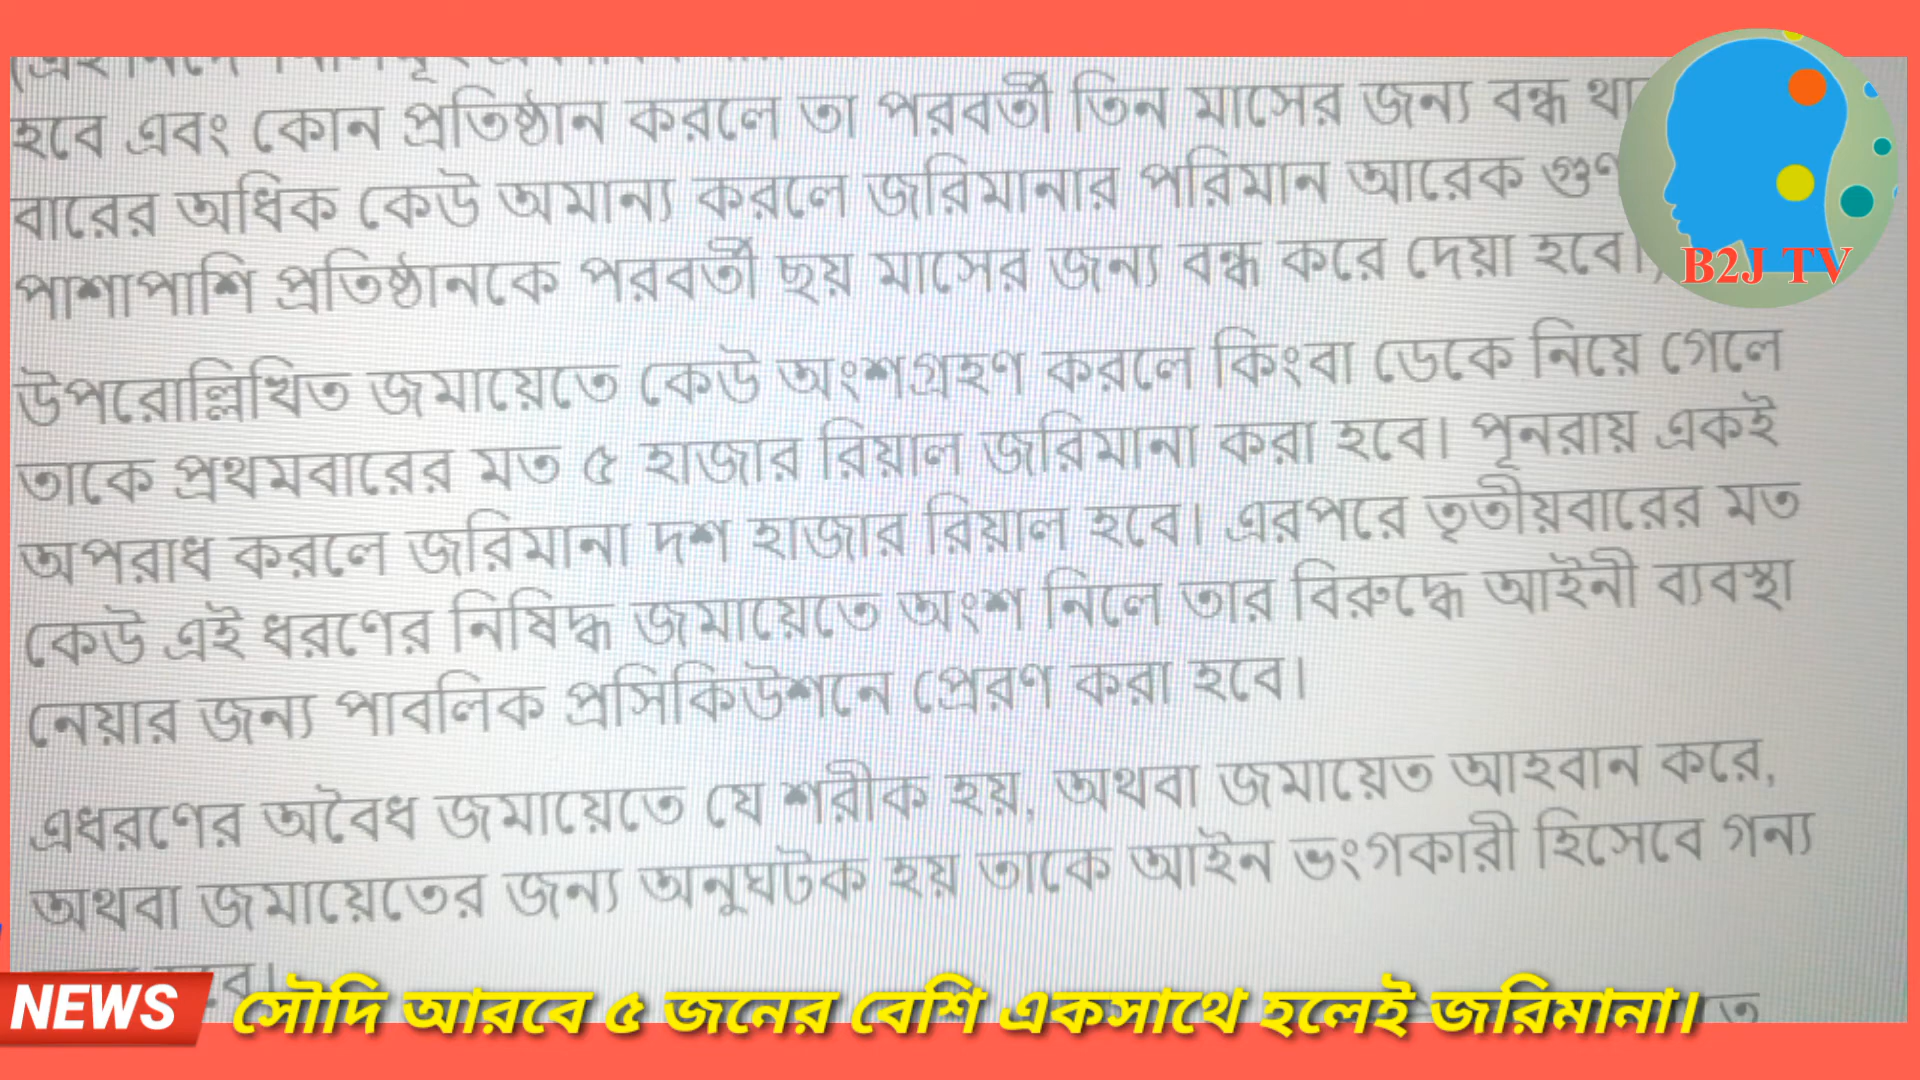 হবে এবং কোন প্রতিষ্ঠান করলে তা পরবর্তী তিন মাসের জন্য বন্ধ
বারের অধিক কেউ অমান্য করলে জরিমানার পরিমান আরেক
পাশাপাশি প্রতিষ্ঠানকে পরবর্তী ছয় মাসের জন্য বন্ধ করে দেয়া হবে।)
B2J TV
উপরোল্লিখিত জমায়েতে কেউ অংশগ্রহণ করলে কিংবা ডেকে নিয়ে গেলে
তাকে প্রথমবারের মত ৫ হাজার রিয়াল জরিমানা করা হবে। পূনরায় একই
অপরাধ করলে জরিমানা দশ হাজার রিয়াল হবে। এরপরে তৃতীয়বারের মত
কেউ এই ধরণের নিষিদ্ধ জমায়েতে অংশ নিলে তার বিরুদ্ধে আইনী ব্যবস্থা
নেয়ার জন্য পাবলিক প্রসিকিউশনে প্রেরণ করা হবে।
এধরণের অবৈধ জমায়েতে যে শরীক হয়, অথবা জমায়েত আহবান করে,
অথবা জমায়েতের জন্য অনুঘটক হয় তাকে আইন ভংগকারী হিসেবে গন্য
NEWS সৌদি আরবে ৫ জনের বেশি একসাথে হলেই জরিমানা।